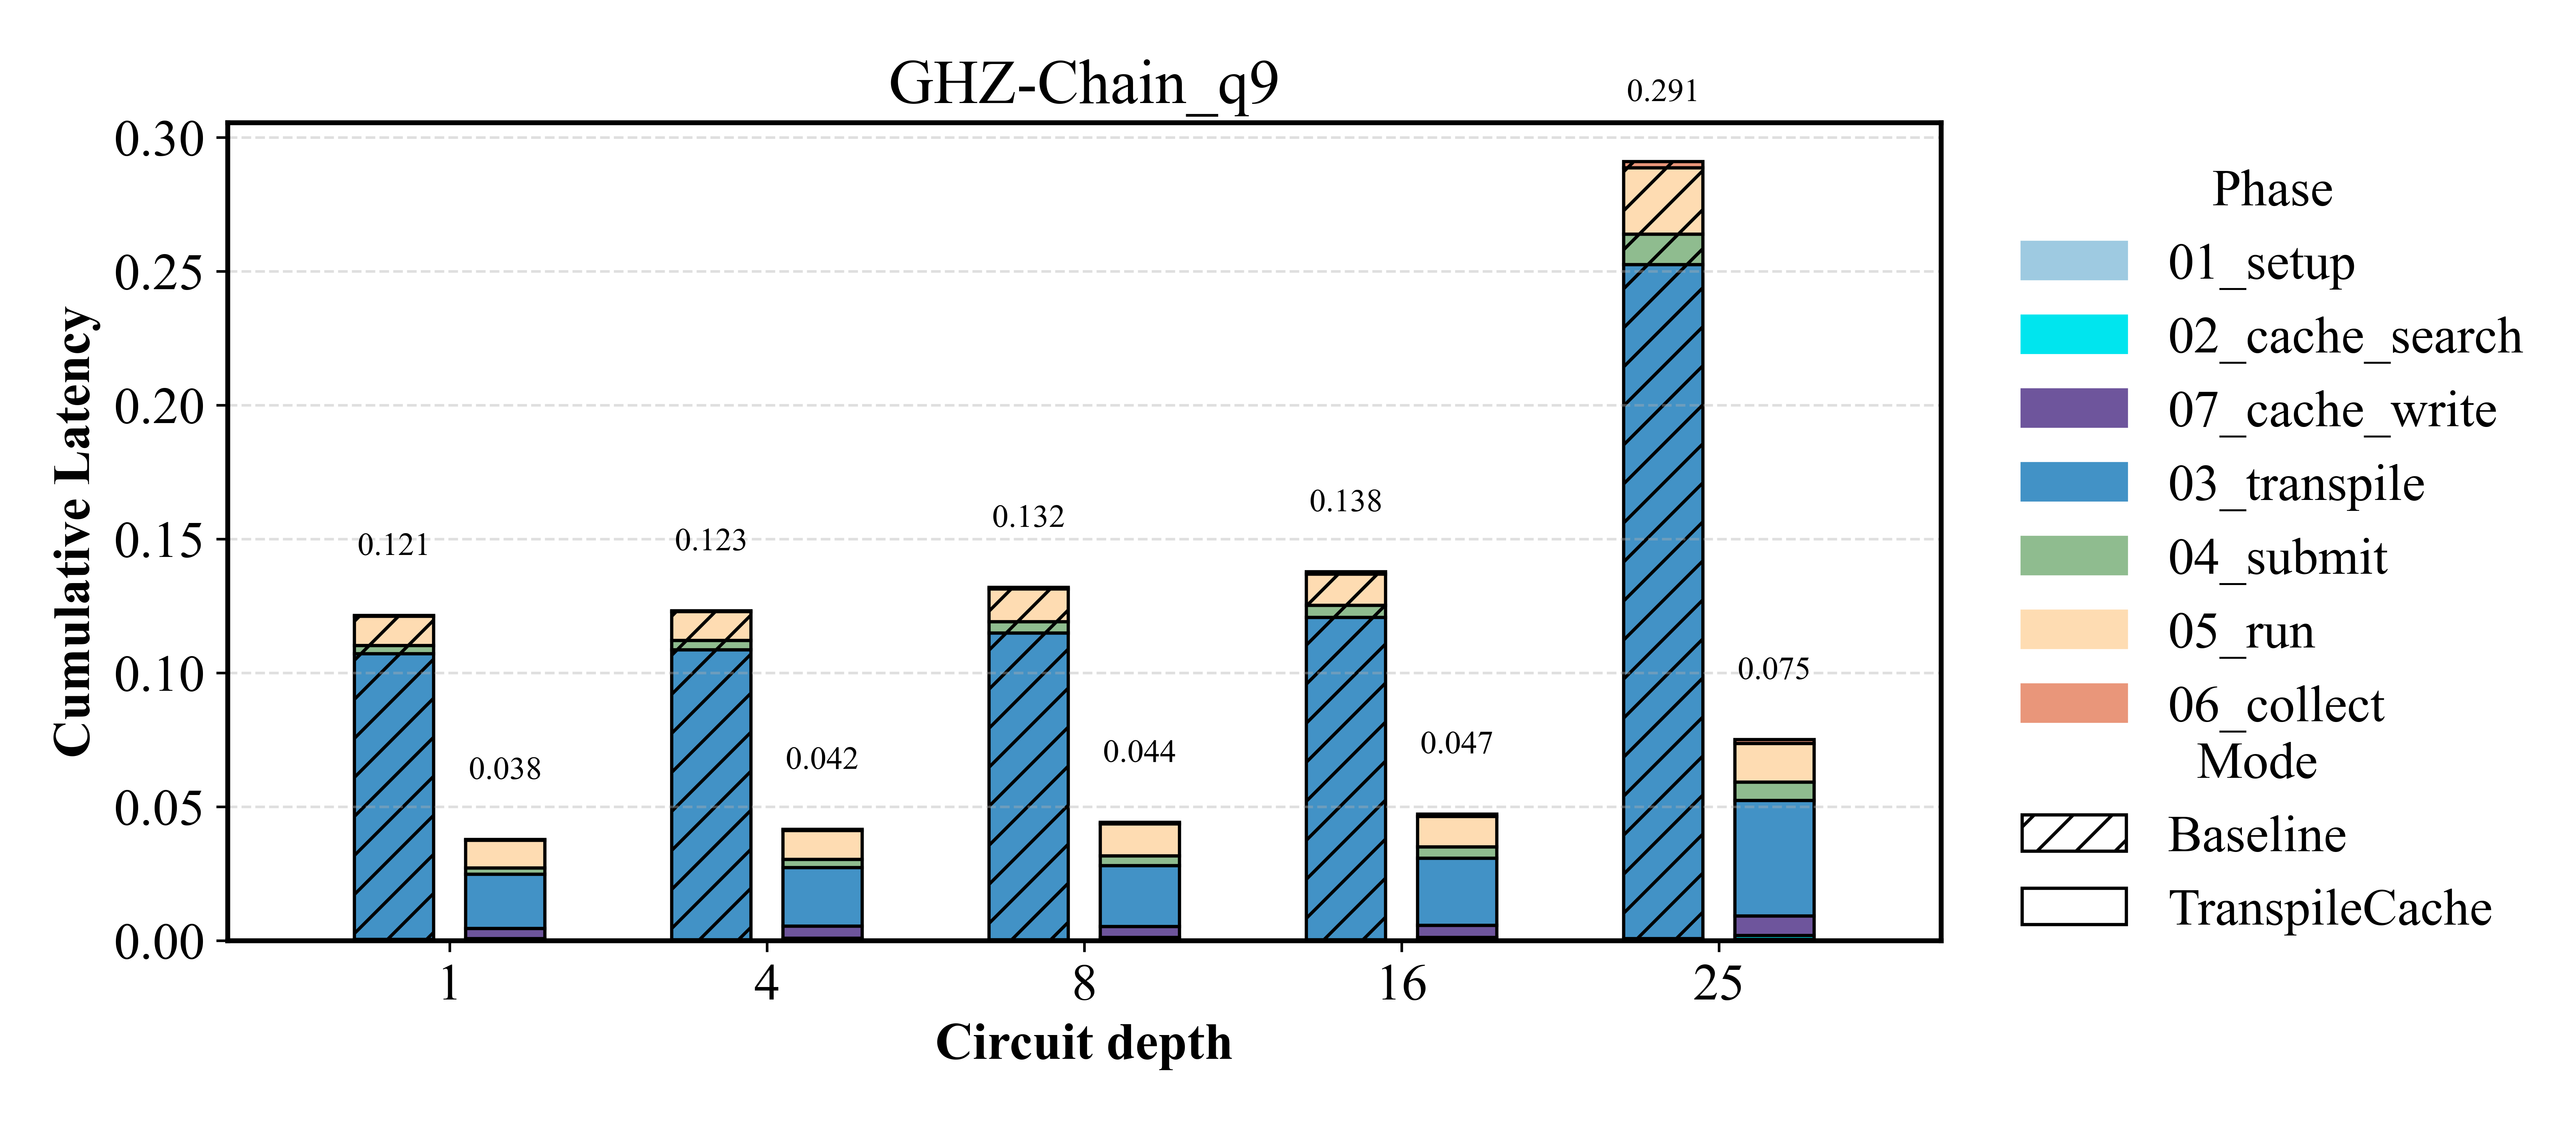 GHZ-Chain_q9
Cumulative Latency
0.30
0.25
0.20
0.15
0.10
0.05
0.00
0.121
0.038
0.123
0.042
0.132
0.044
0.138
0.047
0.291
0.075
1
4
8
16
25
Circuit depth
Phase
01_setup
02_cache_search
07_cache_write
03_transpile
04_submit
05_run
06_collect
Mode
Baseline
TranspileCache